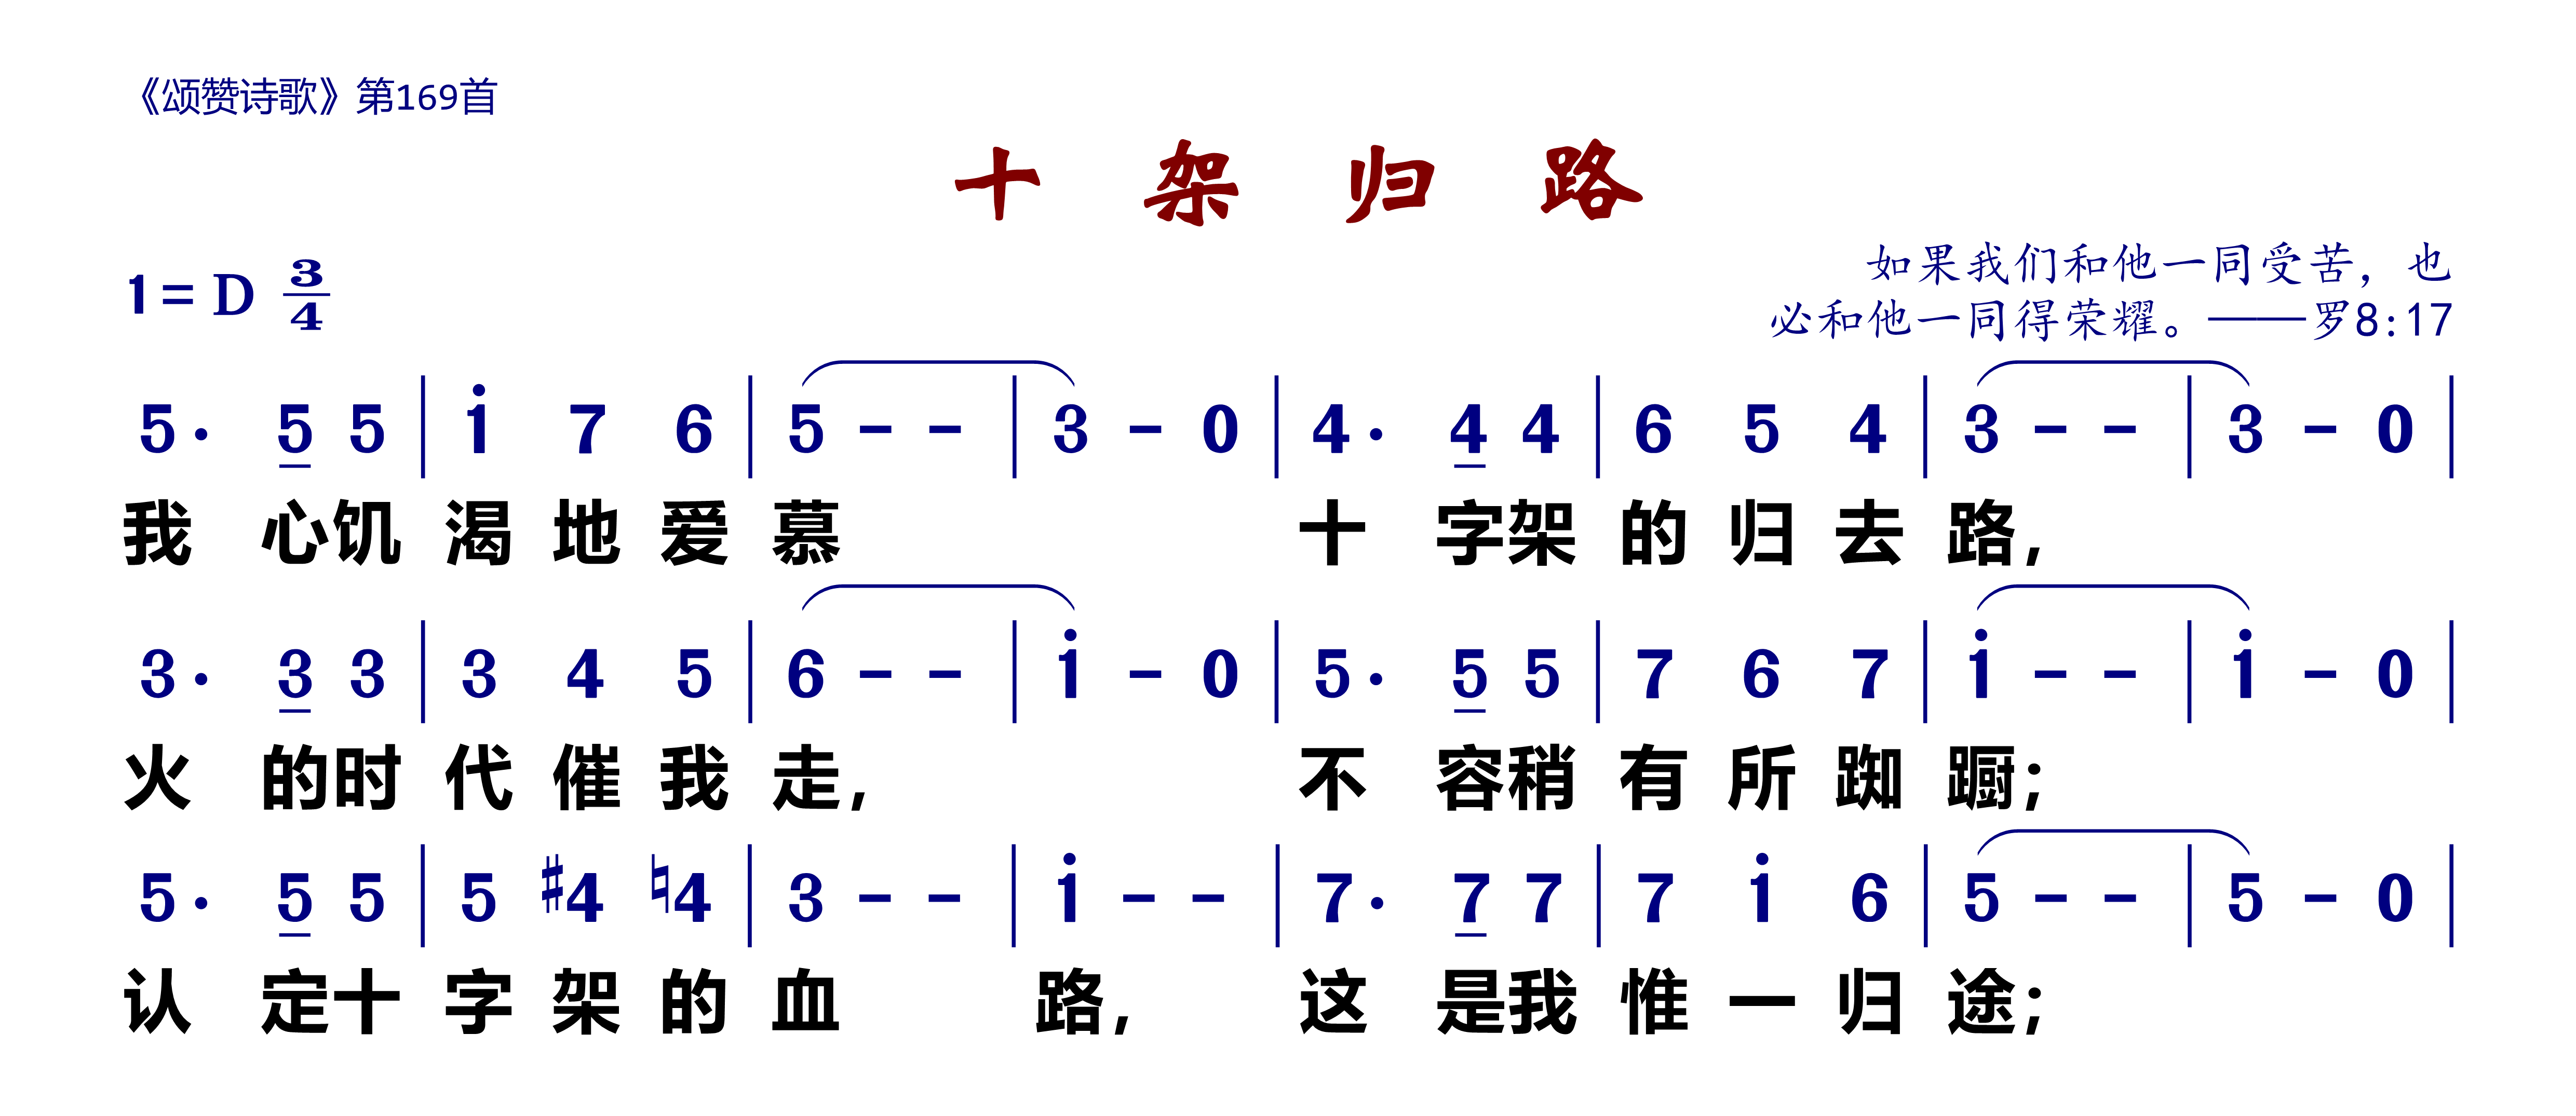 《颂赞诗歌》第169首
十 架 归 路
1 = D 3/4
如果我们和他一同受苦，也
必和他一同得荣耀。——罗8:17
5· 5 5 | i 7 6 | 5 – – | 3 – 0 | 4· 4 4 | 6 5 4 | 3 – – | 3 – 0 |
我 心饥 渴 地 爱 慕 十 字架 的 归 去 路，
3· 3 3 | 3 4 5 | 6 – – | i – 0 | 5· 5 5 | 7 6 7 | i – – | i – 0 |
火 的时 代 催 我 走， 不 容稍 有 所 踟 蹰；
5· 5 5 | 5 #4 ♮4 | 3 – – | i – – | 7· 7 7 | 7 i 6 | 5 – – | 5 – 0 |
认 定十 字 架 的 血 路， 这 是我 惟 一 归 途；